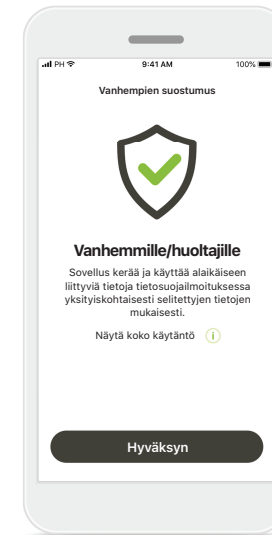 PH 9:41 AM 100%
Vanhempien suostumus
Vanhemmille/huoltajille
Sovellus kerää ja käyttää alaikäiseen
liittyviä tietoja tietosuojailmoituksessa
yksityiskohtaisesti selitettyjen tietojen
mukaisesti.
Näytä koko käytäntö i
Hyväksyn